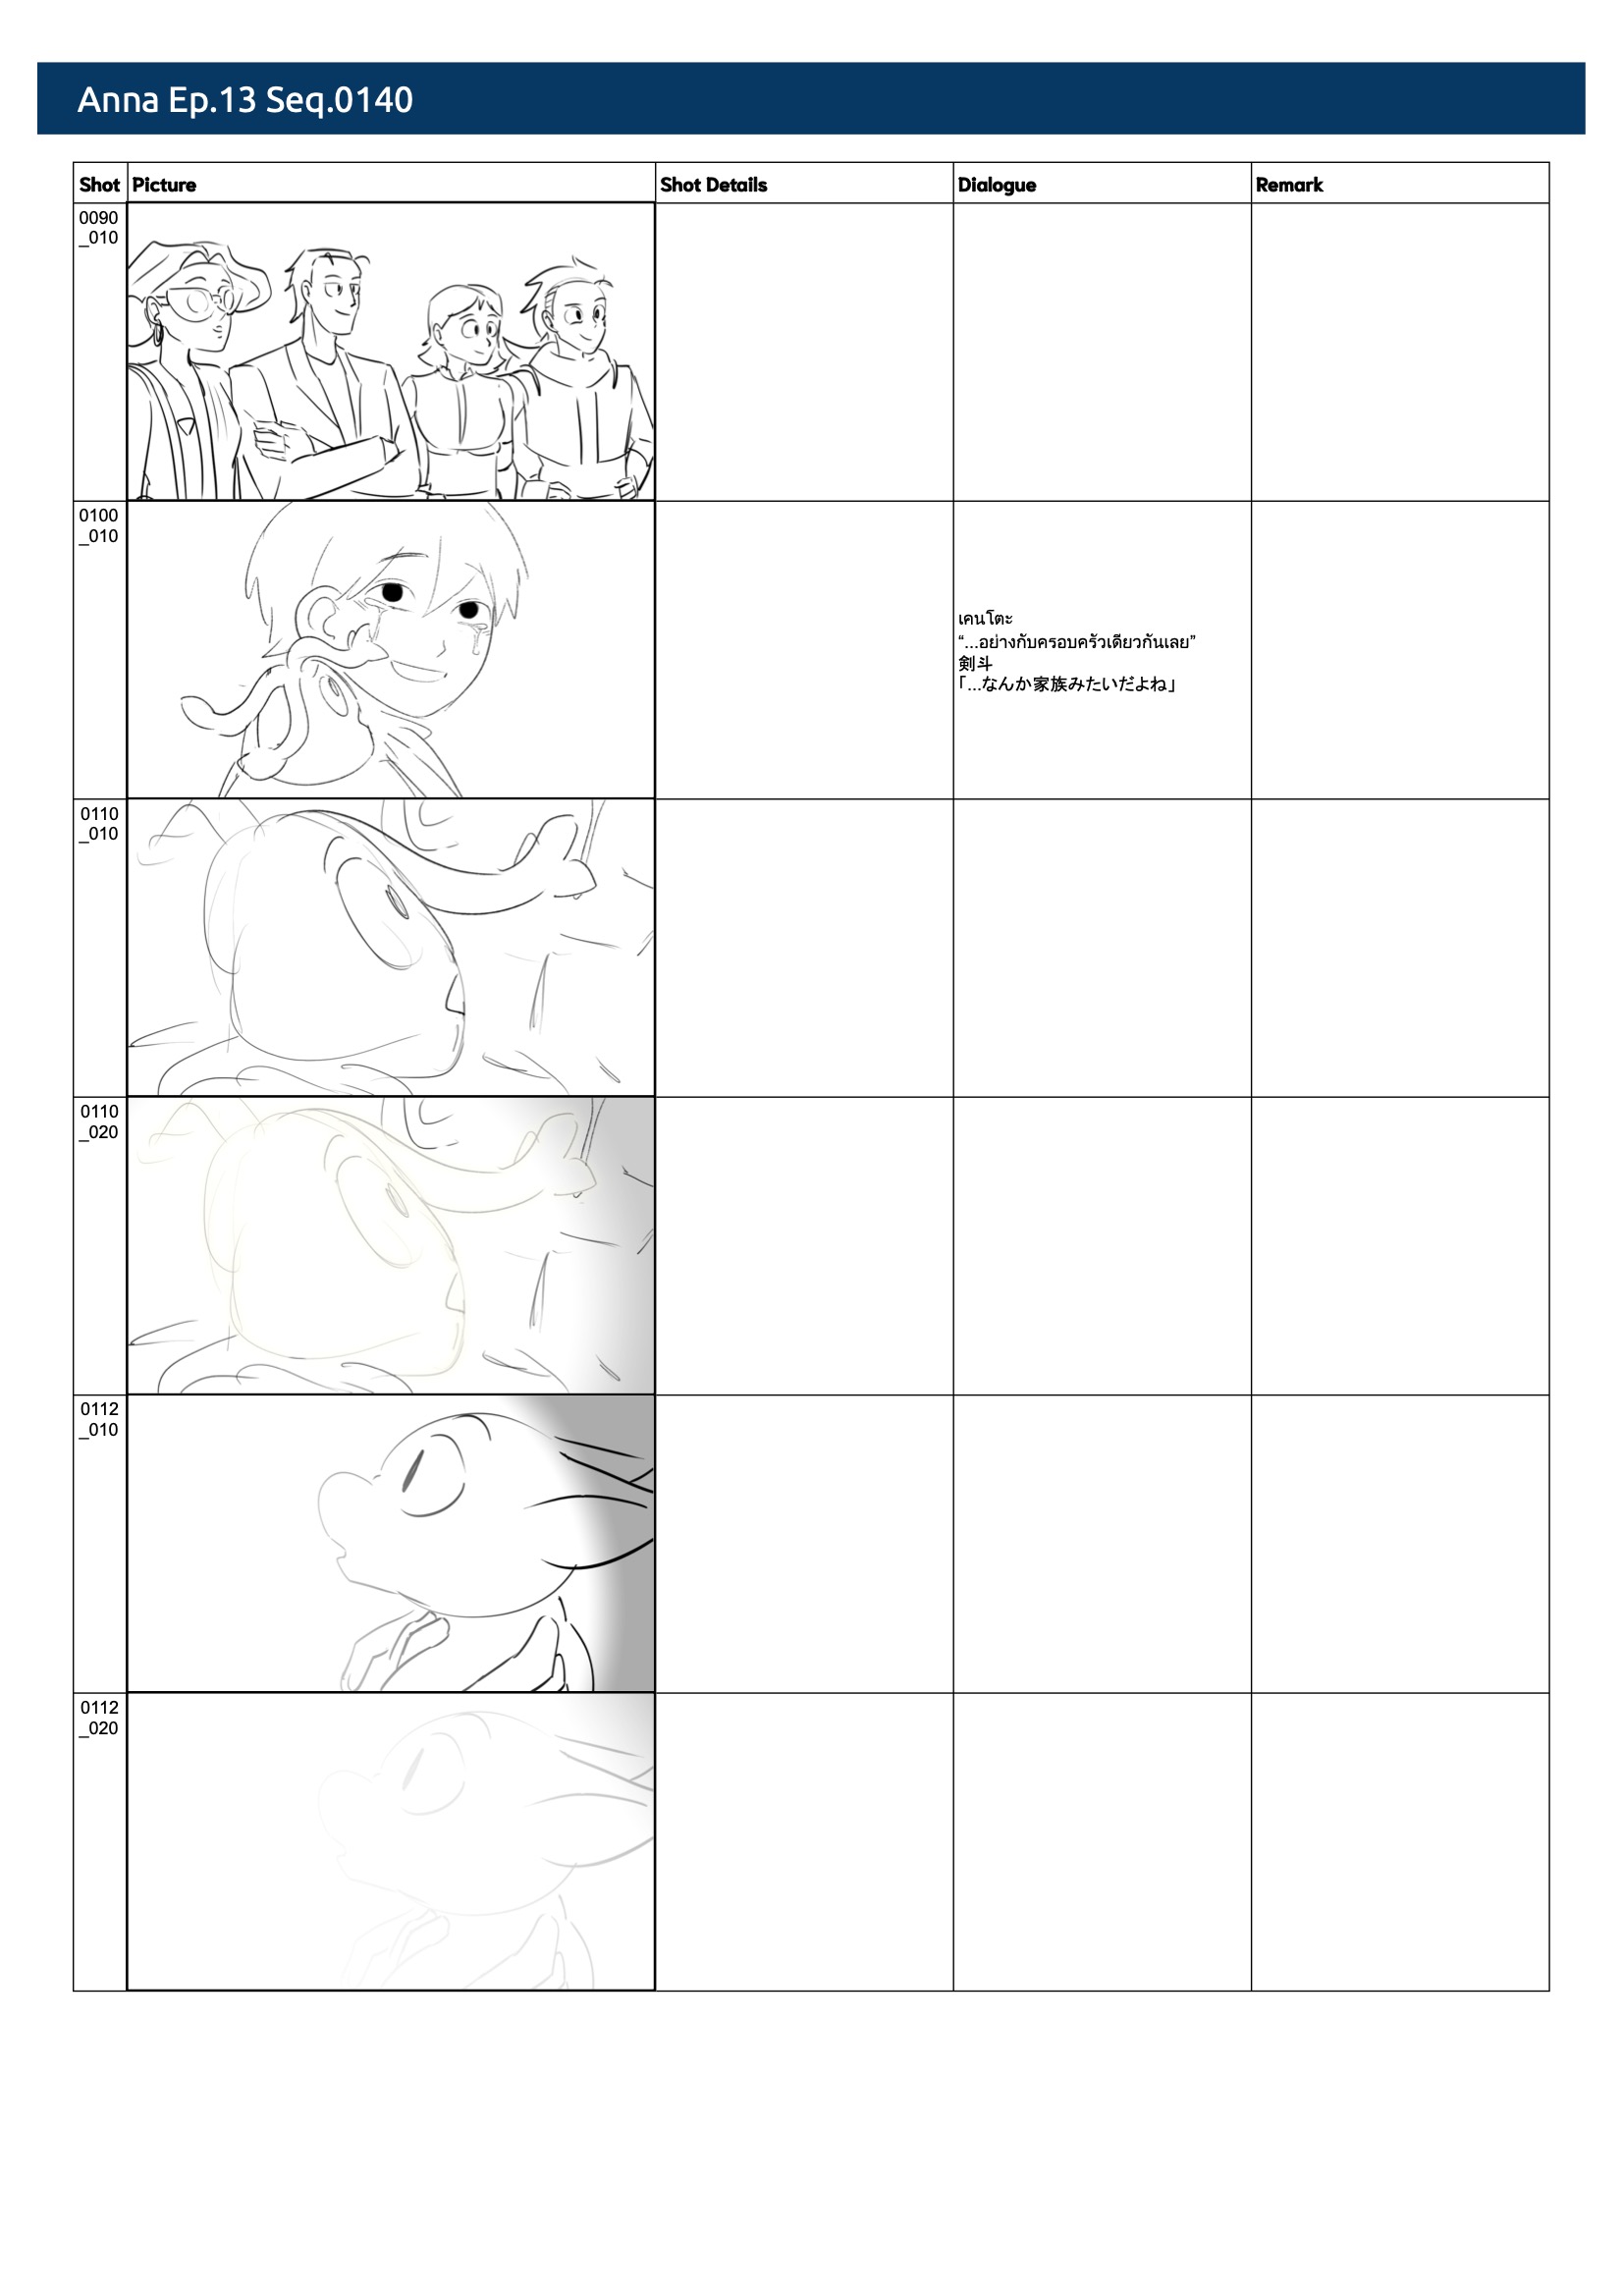 Anna Ep.13 Seq.0140
Shot Picture Shot Details Dialogue Remark
0090
_010
0100
_010
เคนโตะ
“...อย่างกับครอบครัวเดียวกันเลย”
剣斗
「...なんか家族みたいだよね」
0110
_010
0110
_020
0112
_010
0112
_020